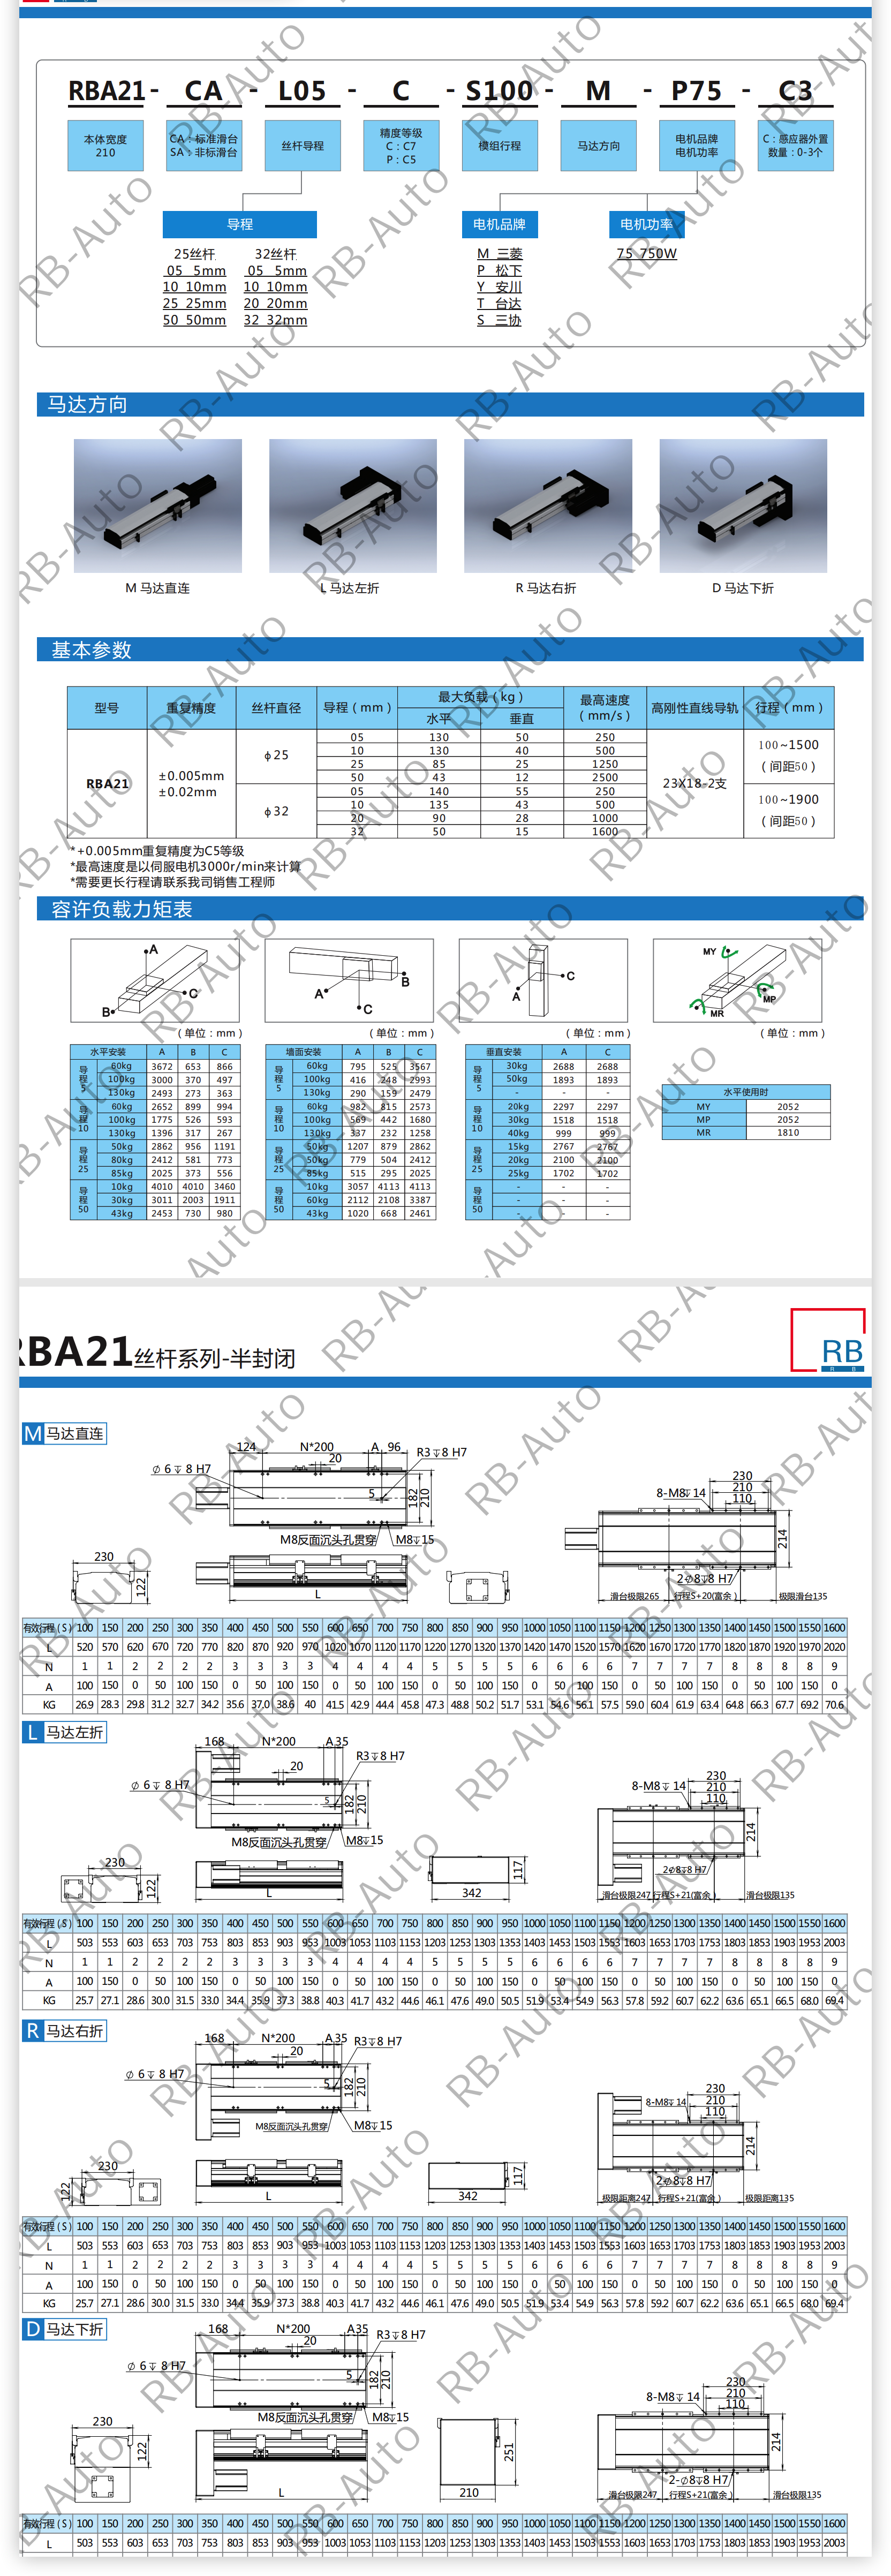 RBA21 - CA - L05 - C - S100 - M - P75 - C3
本体宽度
210
CA：标准滑台
SA：非标滑台
丝杆导程
精度等级
C：C7
P：C5
模组行程
马达方向
电机品牌
电机功率
C：感应器外置
数量：0-3个
导程
25丝杆 32丝杆
05 5mm 05 5mm
10 10mm 10 10mm
25 25mm 20 20mm
50 50mm 32 32mm
电机品牌
M 三菱
P 松下
Y 安川
T 台达
S 三协
电机功率
75 750W
马达方向
M 马达直连
L 马达左折
R 马达右折
D 马达下折
基本参数
型号 重复精度 丝杆直径 导程（mm） 最大负载（kg） 最高速度（mm/s） 高刚性直线导轨 行程（mm）
水平 垂直
RBA21
±0.005mm
±0.02mm
ф25
05 130 50 250
10 130 40 500
25 85 25 1250
50 43 12 2500
ф32
05 140 55 250
10 135 43 500
20 90 28 1000
32 50 15 1600
23X18-2支
100~1500
（间距50）
100~1900
（间距50）
*+0.005mm重复精度为C5等级
*最高速度是以伺服电机3000r/min来计算
*需要更长行程请联系我司销售工程师
容许负载力矩表
A B C
A B C
A C
MY MP MR
（单位：mm） （单位：mm） （单位：mm） （单位：mm）
水平安装 A B C
导程5
60kg 3672 653 866
100kg 3000 370 497
130kg 2493 273 363
导程10
60kg 2652 899 994
100kg 1775 526 593
130kg 1396 317 267
导程25
50kg 2862 956 1191
80kg 2412 581 773
85kg 2025 373 556
导程50
10kg 4010 4010 3460
30kg 3011 2003 1911
43kg 2453 730 980
墙面安装 A B C
导程5
60kg 795 525 3567
100kg 416 248 2993
130kg 290 159 2479
导程10
60kg 982 815 2573
100kg 569 442 1680
130kg 337 232 1258
导程25
50kg 1207 879 2862
50kg 779 504 2412
85kg 515 295 2025
导程50
10kg 3057 4113 4113
60kg 2112 2108 3387
43kg 1020 668 2461
垂直安装 A C
导程5
30kg 2688 2688
50kg 1893 1893
- - -
导程10
20kg 2297 2297
30kg 1518 1518
40kg 999 999
导程25
15kg 2767 2767
20kg 2100 2100
25kg 1702 1702
导程50
- - -
- - -
- - -
水平使用时
MY 2052
MP 2052
MR 1810
RBA21丝杆系列-半封闭
RB
R B
M 马达直连
124 N*200 A 96 R3↧8 H7
20
∅ 6 ↧ 8 H7
5
182 210
M8反面沉头孔贯穿 M8↧15
230
122
L
230
210
110
8-M8↧14
214
2∅8↧8 H7
滑台极限265 行程S+20(富余) 极限滑台135
有效行程(S) 100 150 200 250 300 350 400 450 500 550 600 650 700 750 800 850 900 950 1000 1050 1100 1150 1200 1250 1300 1350 1400 1450 1500 1550 1600
L 520 570 620 670 720 770 820 870 920 970 1020 1070 1120 1170 1220 1270 1320 1370 1420 1470 1520 1570 1620 1670 1720 1770 1820 1870 1920 1970 2020
N 1 1 2 2 2 2 3 3 3 3 4 4 4 4 5 5 5 5 6 6 6 6 7 7 7 7 8 8 8 8 9
A 100 150 0 50 100 150 0 50 100 150 0 50 100 150 0 50 100 150 0 50 100 150 0 50 100 150 0 50 100 150 0
KG 26.9 28.3 29.8 31.2 32.7 34.2 35.6 37.0 38.6 40 41.5 42.9 44.4 45.8 47.3 48.8 50.2 51.7 53.1 54.6 56.1 57.5 59.0 60.4 61.9 63.4 64.8 66.3 67.7 69.2 70.6
L 马达左折
168 N*200 A 35
R3↧8 H7
20
∅ 6 ↧ 8 H7
5
182 210
M8反面沉头孔贯穿 M8↧15
230
122
L
117
342
230
210
110
8-M8↧14
214
2∅8↧8 H7
滑台极限247 行程S+21(富余) 滑台极限135
有效行程(S) 100 150 200 250 300 350 400 450 500 550 600 650 700 750 800 850 900 950 1000 1050 1100 1150 1200 1250 1300 1350 1400 1450 1500 1550 1600
L 503 553 603 653 703 753 803 853 903 953 1003 1053 1103 1153 1203 1253 1303 1353 1403 1453 1503 1553 1603 1653 1703 1753 1803 1853 1903 1953 2003
N 1 1 2 2 2 2 3 3 3 3 4 4 4 4 5 5 5 5 6 6 6 6 7 7 7 7 8 8 8 8 9
A 100 150 0 50 100 150 0 50 100 150 0 50 100 150 0 50 100 150 0 50 100 150 0 50 100 150 0 50 100 150 0
KG 25.7 27.1 28.6 30.0 31.5 33.0 34.4 35.9 37.3 38.8 40.3 41.7 43.2 44.6 46.1 47.6 49.0 50.5 51.9 53.4 54.9 56.3 57.8 59.2 60.7 62.2 63.6 65.1 66.5 68.0 69.4
R 马达右折
168 N*200 A 35 R3↧8 H7
20
∅ 6 ↧ 8 H7
5
182 210
M8反面沉头孔贯穿 M8↧15
230
122
L
117
342
230
210
110
8-M8↧14
214
2∅8↧8 H7
极限距离247 行程S+21(富余) 极限距离135
有效行程(S) 100 150 200 250 300 350 400 450 500 550 600 650 700 750 800 850 900 950 1000 1050 1100 1150 1200 1250 1300 1350 1400 1450 1500 1550 1600
L 503 553 603 653 703 753 803 853 903 953 1003 1053 1103 1153 1203 1253 1303 1353 1403 1453 1503 1553 1603 1653 1703 1753 1803 1853 1903 1953 2003
N 1 1 2 2 2 2 3 3 3 3 4 4 4 4 5 5 5 5 6 6 6 6 7 7 7 7 8 8 8 8 9
A 100 150 0 50 100 150 0 50 100 150 0 50 100 150 0 50 100 150 0 50 100 150 0 50 100 150 0 50 100 150 0
KG 25.7 27.1 28.6 30.0 31.5 33.0 34.4 35.9 37.3 38.8 40.3 41.7 43.2 44.6 46.1 47.6 49.0 50.5 51.9 53.4 54.9 56.3 57.8 59.2 60.7 62.2 63.6 65.1 66.5 68.0 69.4
D 马达下折
168 N*200 A35 R3↧8 H7
20
∅ 6 ↧ 8 H7
5
182 210
M8反面沉头孔贯穿 M8↧15
230
122
L
251
210
230
210
110
8-M8↧14
214
2-∅8↧8 H7
滑台极限247 行程S+21(富余) 滑台极限135
有效行程(S) 100 150 200 250 300 350 400 450 500 550 600 650 700 750 800 850 900 950 1000 1050 1100 1150 1200 1250 1300 1350 1400 1450 1500 1550 1600
L 503 553 603 653 703 753 803 853 903 953 1003 1053 1103 1153 1203 1253 1303 1353 1403 1453 1503 1553 1603 1653 1703 1753 1803 1853 1903 1953 2003
RB-Auto